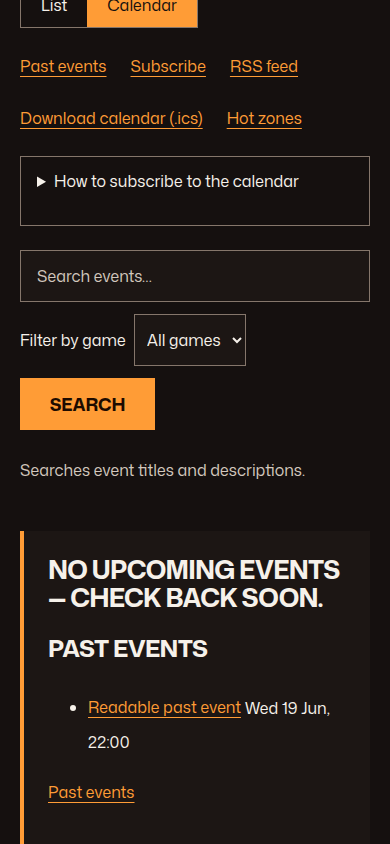 List Calendar
Past events Subscribe RSS feed
Download calendar (.ics) Hot zones
How to subscribe to the calendar
Search events...
Filter by game All games
SEARCH
Searches event titles and descriptions.
NO UPCOMING EVENTS
— CHECK BACK SOON.
PAST EVENTS
Readable past event Wed 19 Jun,
22:00
Past events